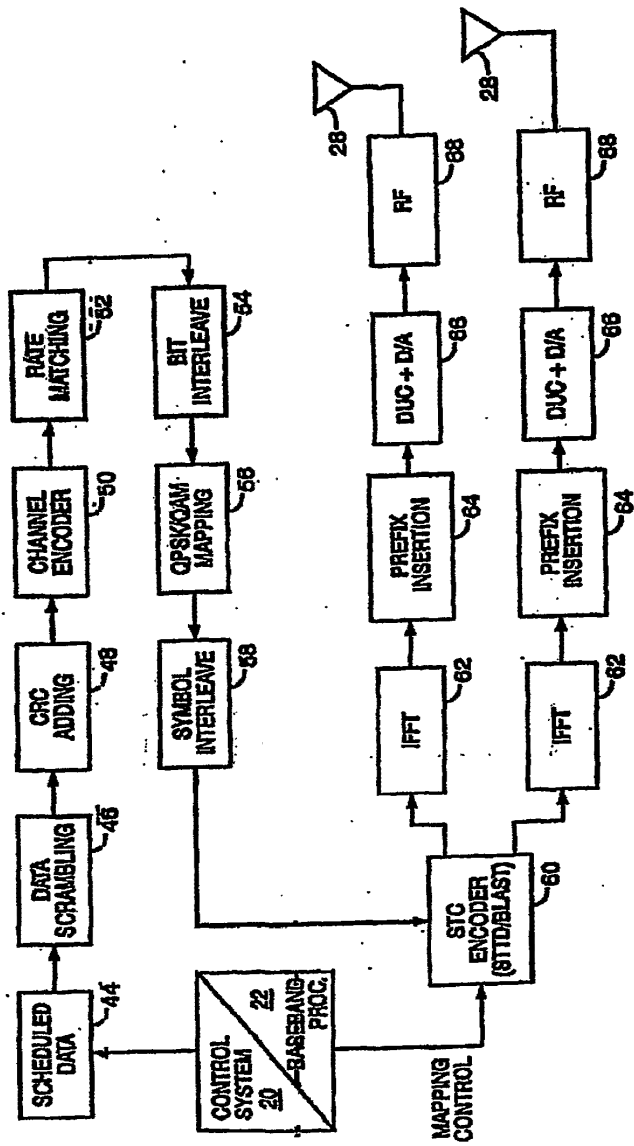 SCHEDULED
DATA
44
DATA
SCRAMBLING
46
CRC
ADDING
48
CHANNEL
ENCODER
50
RATE
MATCHING
52
BIT
INTERLEAVE
54
QPSK/QAM
MAPPING
56
SYMBOL
INTERLEAVE
58
CONTROL
SYSTEM
20
22
BASEBAND
PROC.
MAPPING
CONTROL
STC
ENCODER
(STTD/BLAST)
60
IFFT
62
PREFIX
INSERTION
64
DUC + D/A
66
RF
68
28
IFFT
62
PREFIX
INSERTION
64
DUC + D/A
66
RF
68
28